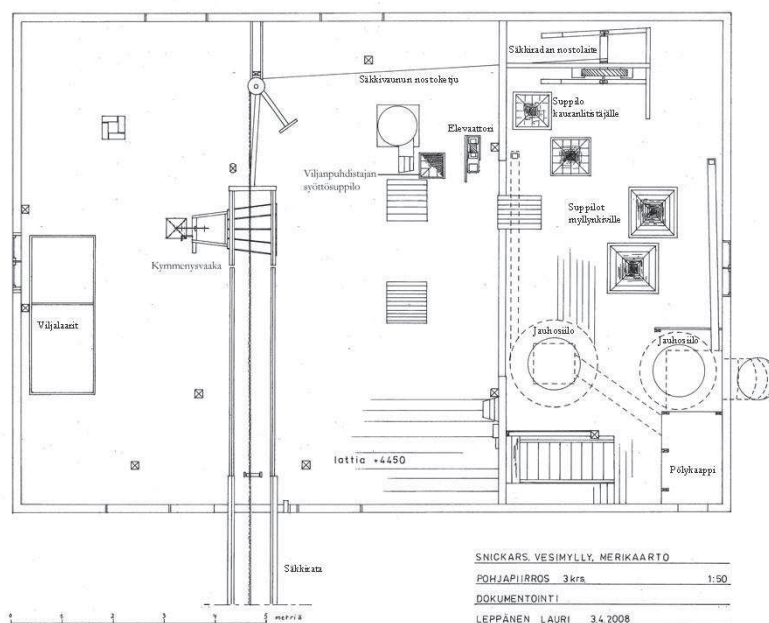 Säkkiradan nostolaite
Säkkivaunun nostoketju
Suppilo
kauranlitistäjälle
Elevaattori
Viljanpuhdistajan
syöttösuppilo
Suppilot
myllynkiville
Kymmenysvaaka
Viljalaarit
Jauhosiilo
Jauhosiilo
lattia +4450
Pölykaappi
Säkkirata
SNICKARS, VESIMYLLY, MERIKAARTO
POHJAPIIRROS 3 krs. 1:50
DOKUMENTOINTI
LEPPÄNEN LAURI 3.4.2008
0 1 2 3 4 5 metriä